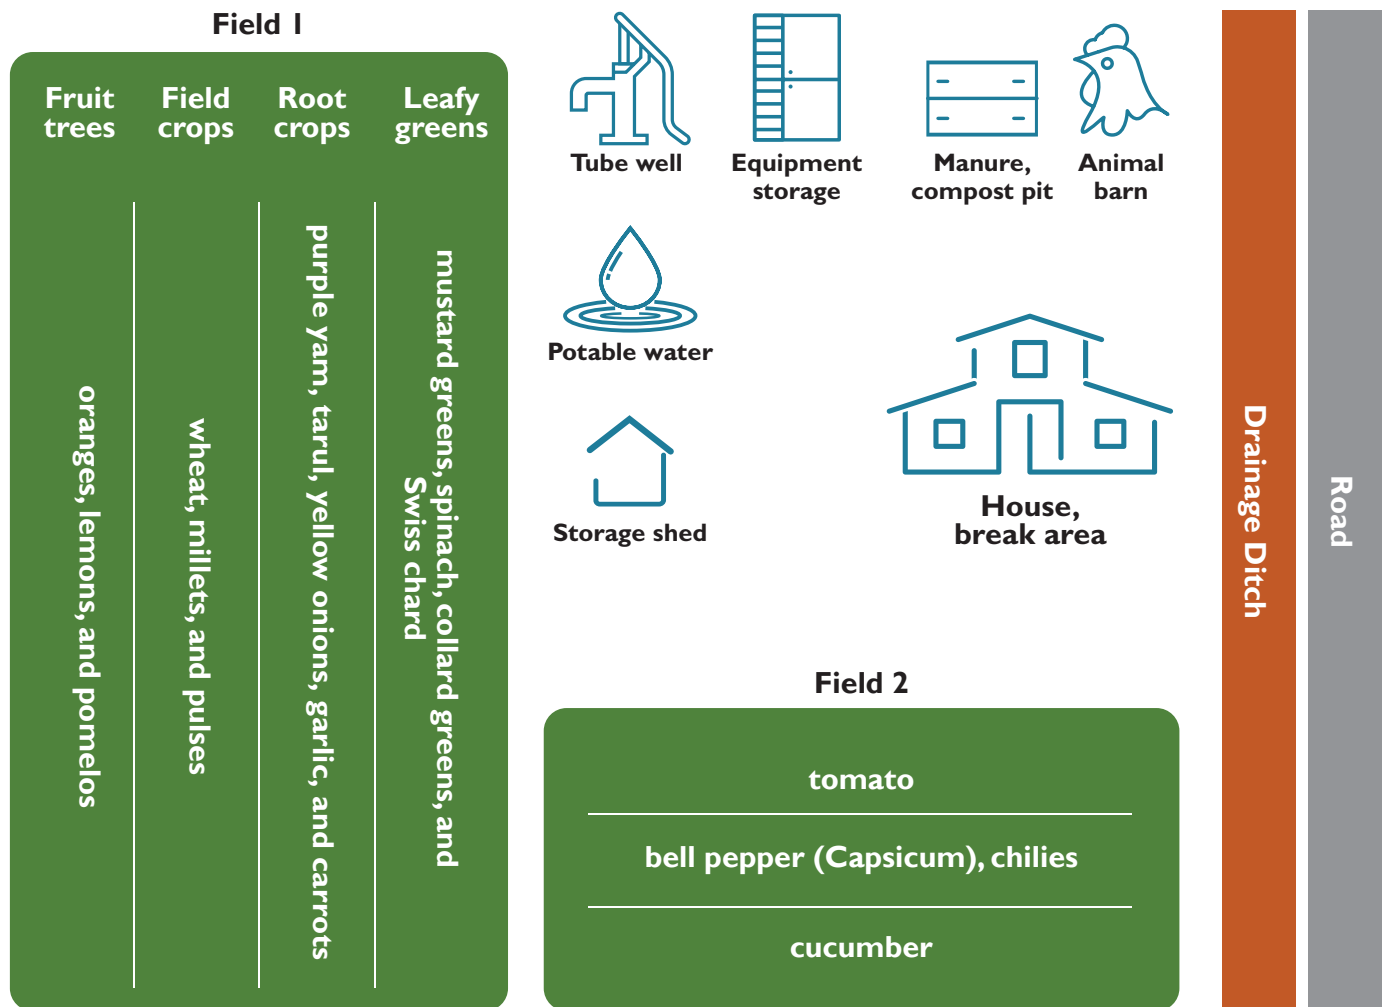 Field 1
Fruit
trees
Field
crops
Root
crops
Leafy
greens
oranges, lemons, and pomelos
wheat, millets, and pulses
purple yam, tarul, yellow onions, garlic, and carrots
mustard greens, spinach, collard greens, and
Swiss chard
Tube well
Equipment
storage
Manure,
compost pit
Animal
barn
Potable water
Storage shed
House,
break area
Field 2
tomato
bell pepper (Capsicum), chilies
cucumber
Drainage Ditch
Road